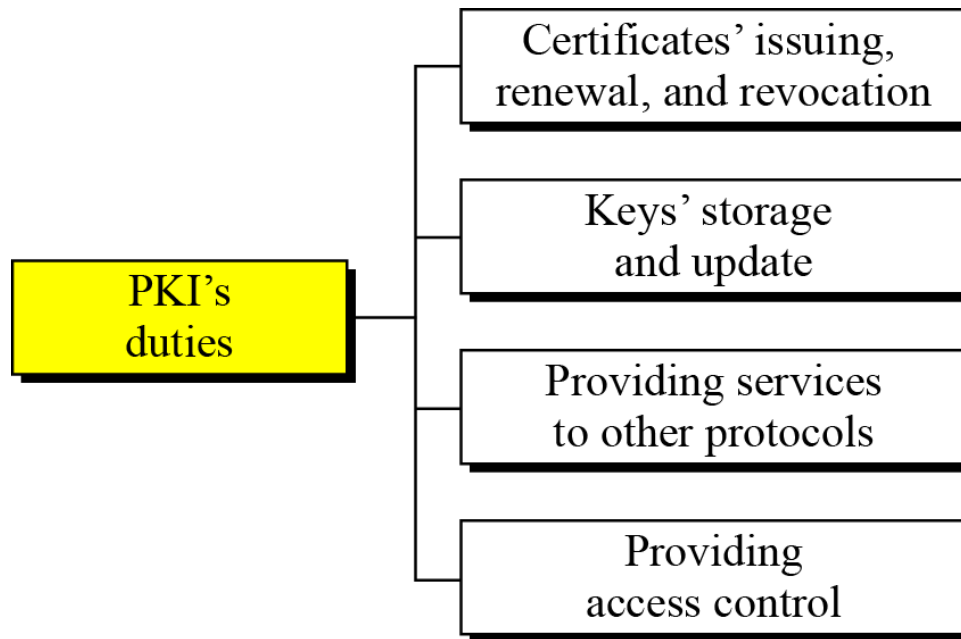 Certificates’ issuing,
renewal, and revocation
Keys’ storage
and update
PKI’s
duties
Providing services
to other protocols
Providing
access control